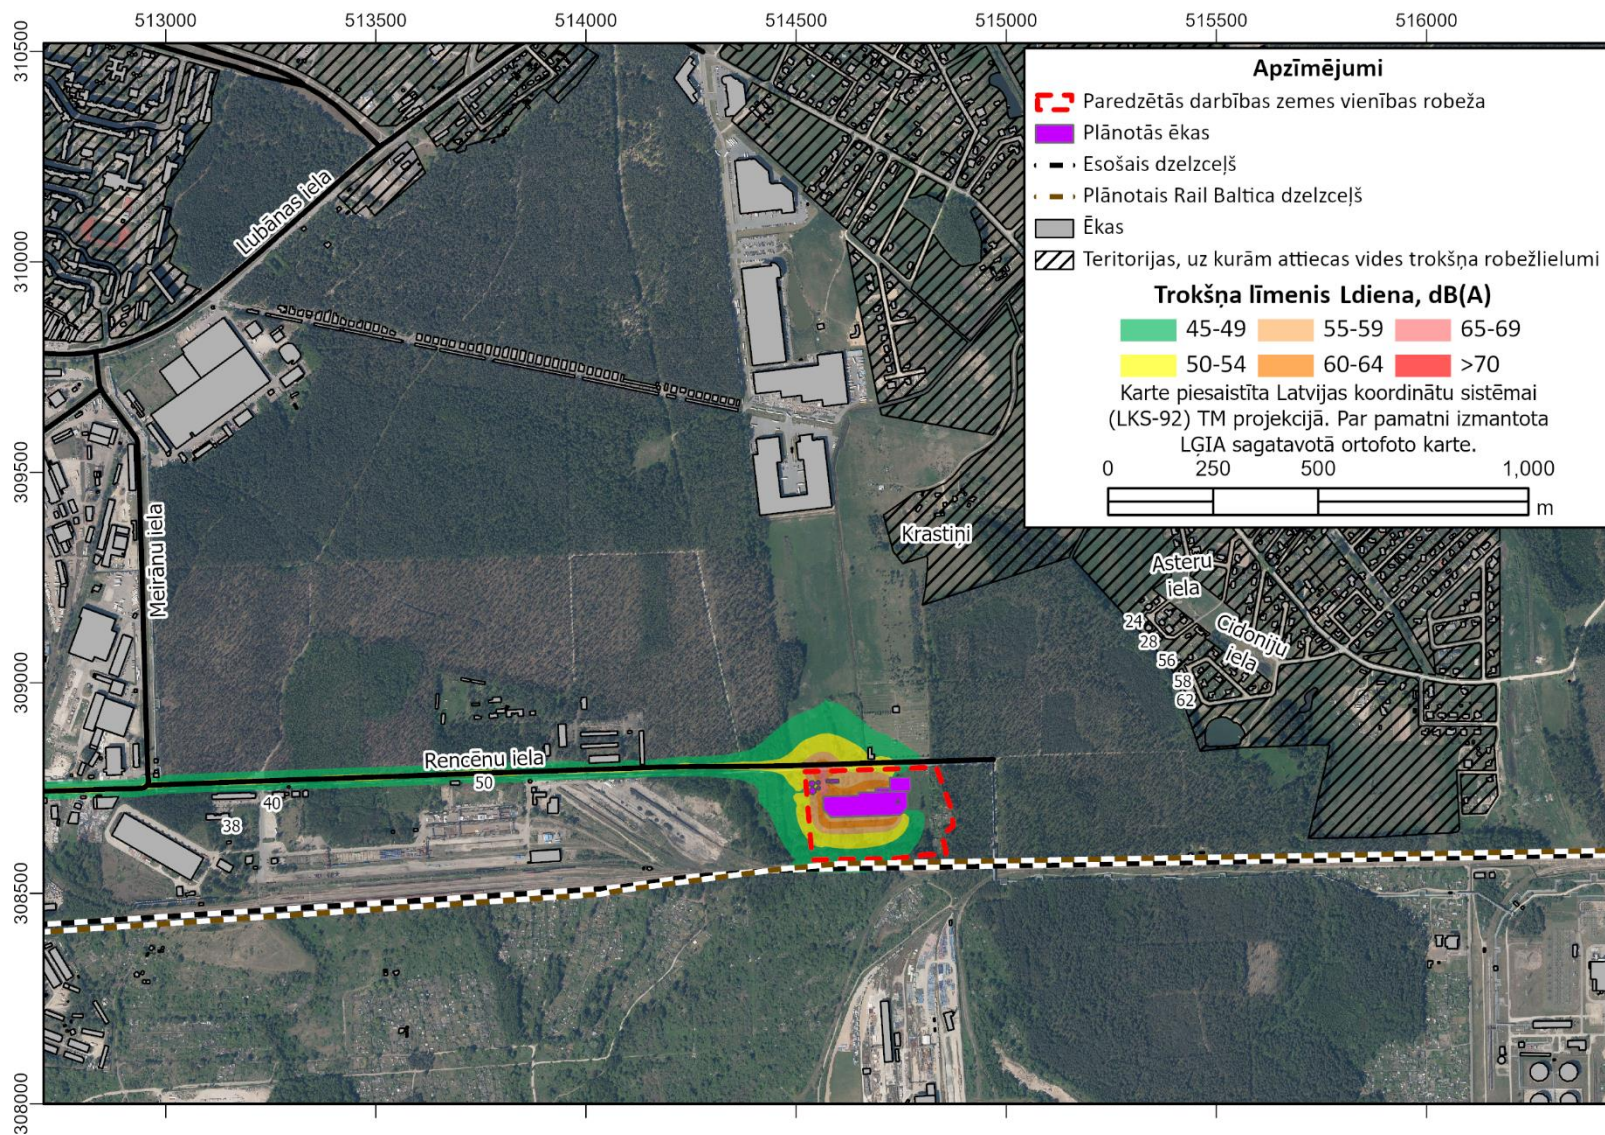 513000
513500
514000
514500
515000
515500
516000
310500
310000
309500
309000
308500
308000
Apzīmējumi
Paredzētās darbības zemes vienības robeža
Plānotās ēkas
Esošais dzelzceļš
Plānotais Rail Baltica dzelzceļš
Ēkas
Teritorijas, uz kurām attiecas vides trokšņa robežlielumi
Trokšņa līmenis Ldiena, dB(A)
45-49
55-59
65-69
50-54
60-64
>70
Karte piesaistīta Latvijas koordinātu sistēmai
(LKS-92) TM projekcijā. Par pamatni izmantota
LĢIA sagatavotā ortofoto karte.
0
250
500
1,000
m
Lubānas iela
Meirānu iela
Krastiņi
Asteru
iela
24
28
Cidoniju
iela
56
58
62
Rencēnu iela
50
40
38